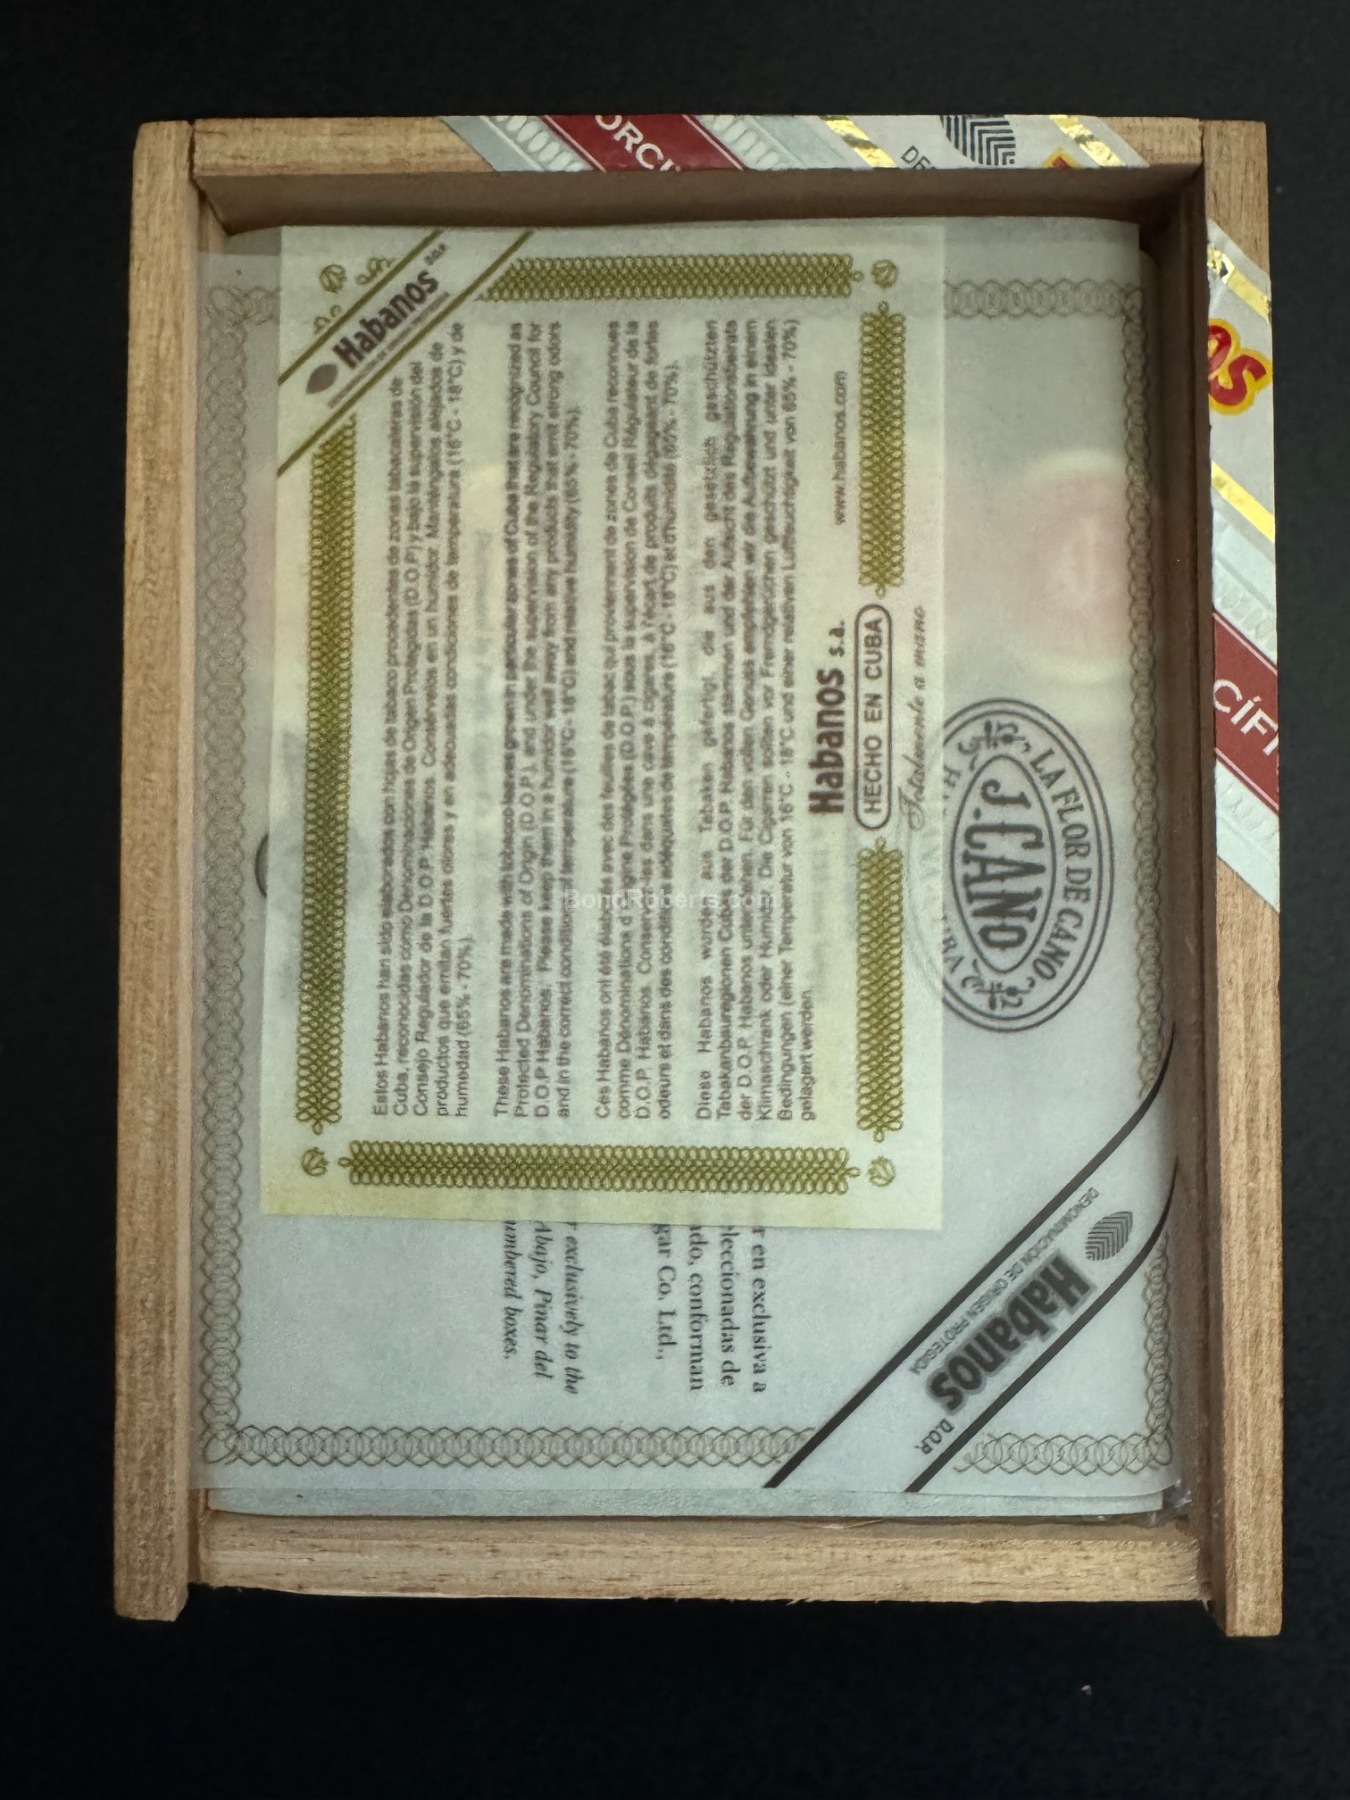 ORCI
Habanos
D.O.P.
Estos Habanos han sido elaborados con hojas de tabaco procedentes de zonas tabacaleras de
Cuba, reconocidas como Denominaciones de Origen Protegidas (D.O.P) y bajo la supervisión del
Consejo Regulador de la D.O.P. Habanos. Consérvelos en un humidor. Manténgalos alejados de
productos que emitan fuertes olores y en adecuadas condiciones de temperatura (16°C - 18°C) y de
humedad (65% - 70%).
These Habanos are made with tobacco leaves grown in particular zones of Cuba that are recognized as
Protected Denominations of Origin (D.O.P.), and under the supervision of the Regulatory Council for
D.O.P Habanos. Please keep them in a humidor, well away from any products that emit strong odors
and in the correct conditions of temperature (16°C - 18°C) and relative humidity (65% - 70%).
Ces Habanos ont été élaborés avec des feuilles de tabac qui proviennent de zones de Cuba reconnues
comme Dénominations d'Origine Protégées (D.O.P.) sous la supervision de Conseil Régulateur de la
D.O.P. Habanos. Conservez-les dans une cave à cigares, à l'écart de produits dégageant de fortes
odeurs et dans des conditions adéquates de température (16°C - 18°C) et d'humidité (65% - 70%).
Diese Habanos wurden aus Tabaken gefertigt, die aus den gesetzlich geschützten
Tabakanbauregionen Cubas der D.O.P. Habanos stammen und der Aufsicht des Regulationsbeirats
der D.O.P. Habanos unterstehen. Für den vollen Genuss empfehlen wir die Aufbewahrung in einem
Klimaschrank oder Humidor. Die Cigarren sollten vor Fremdgerüchen geschützt und unter idealen
Bedingungen (einer Temperatur von 16°C - 18°C und einer relativen Luftfeuchtigkeit von 65% - 70%)
gelagert werden.
www.habanos.com
Habanos s.a.
HECHO EN CUBA
Totalmente a mano
LA FLOR DE CANO
J. CANO
r en exclusiva a
leccionadas de
do, conforman
gar Co. Ltd.,
r exclusively to the
Abajo, Pinar del
umbered boxes.
DENOMINACIÓN DE ORIGEN PROTEGIDA
Habanos
D.O.P.
os
CÍFI
BondRoberts.com